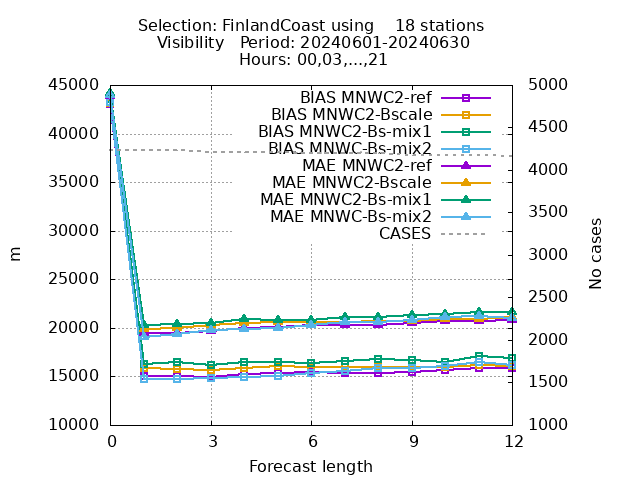 Selection: FinlandCoast using    18 stations
Visibility   Period: 20240601-20240630
Hours: 00,03,...,21
45000
40000
35000
30000
25000
20000
15000
10000
m
5000
4500
4000
3500
3000
2500
2000
1500
1000
No cases
BIAS MNWC2-ref
BIAS MNWC2-Bscale
BIAS MNWC2-Bs-mix1
BIAS MNWC-Bs-mix2
MAE MNWC2-ref
MAE MNWC2-Bscale
MAE MNWC2-Bs-mix1
MAE MNWC-Bs-mix2
CASES
0 3 6 9 12
Forecast length